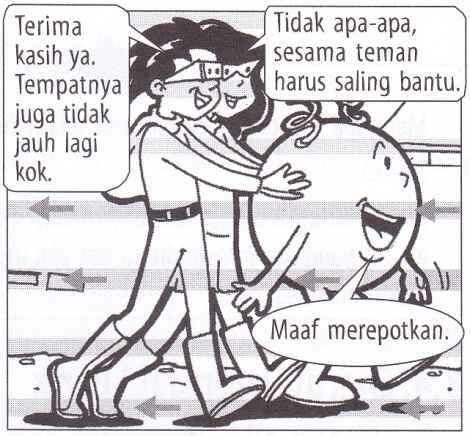 Terima
kasih ya.
Tempatnya
juga tidak
jauh lagi
kok.
Tidak apa-apa,
sesama teman
harus saling bantu.
Maaf merepotkan.